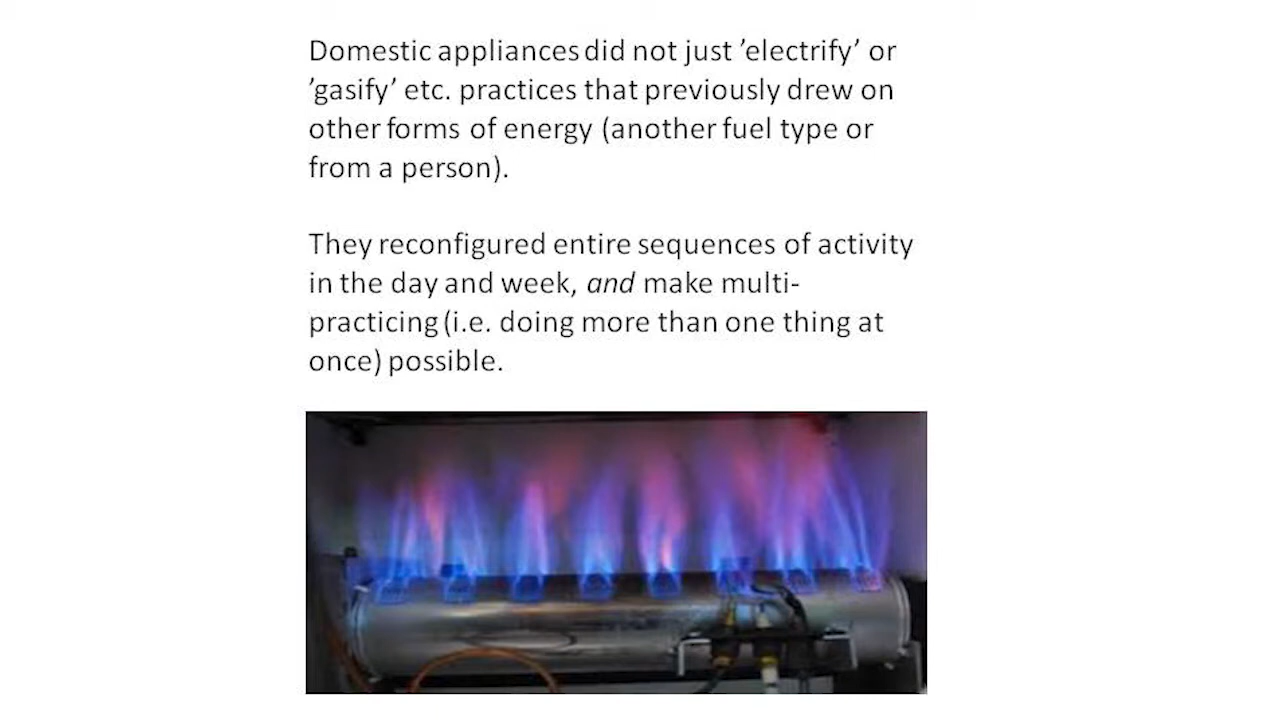 Domestic appliances did not just ’electrify’ or
’gasify’ etc. practices that previously drew on
other forms of energy (another fuel type or
from a person).
They reconfigured entire sequences of activity
in the day and week, and make multi-
practicing (i.e. doing more than one thing at
once) possible.